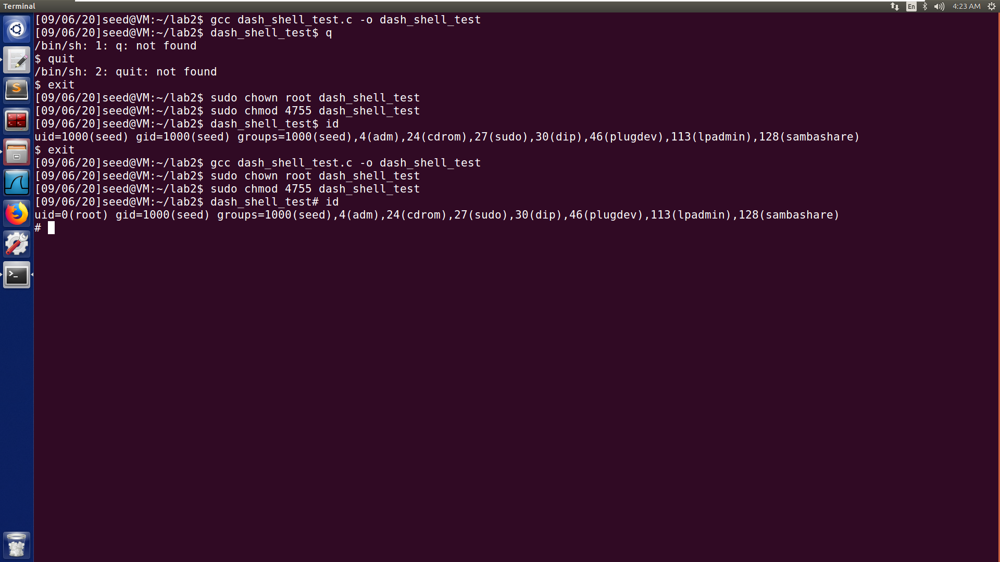 Terminal
En
4:23 AM
[09/06/20]seed@VM:~/lab2$ gcc dash_shell_test.c -o dash_shell_test
[09/06/20]seed@VM:~/lab2$ dash_shell_test$ q
/bin/sh: 1: q: not found
$ quit
/bin/sh: 2: quit: not found
$ exit
[09/06/20]seed@VM:~/lab2$ sudo chown root dash_shell_test
[09/06/20]seed@VM:~/lab2$ sudo chmod 4755 dash_shell_test
[09/06/20]seed@VM:~/lab2$ dash_shell_test$ id
uid=1000(seed) gid=1000(seed) groups=1000(seed),4(adm),24(cdrom),27(sudo),30(dip),46(plugdev),113(lpadmin),128(sambashare)
$ exit
[09/06/20]seed@VM:~/lab2$ gcc dash_shell_test.c -o dash_shell_test
[09/06/20]seed@VM:~/lab2$ sudo chown root dash_shell_test
[09/06/20]seed@VM:~/lab2$ sudo chmod 4755 dash_shell_test
[09/06/20]seed@VM:~/lab2$ dash_shell_test# id
uid=0(root) gid=1000(seed) groups=1000(seed),4(adm),24(cdrom),27(sudo),30(dip),46(plugdev),113(lpadmin),128(sambashare)
#